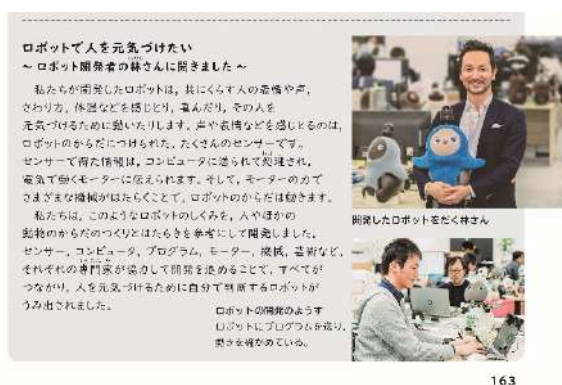 ロボットで人を元気づけたい
～ ロボット開発者の林さんに聞きました ～
私たちが開発したロボットは，共にくらす人の表情や声，
さわり方，体温などを感じとり，喜んだり，その人を
元気づけるために動いたりします。声や表情などを感じとるのは，
ロボットのからだにつけられた，たくさんのセンサーです。
センサーで得た情報は，コンピュータに送られて処理され，
電気で動くモーターに伝えられます。そして，モーターの力で
さまざまな機械がはたらくことで，ロボットのからだは動きます。
私たちは，このようなロボットのしくみを，人やほかの
動物のからだのつくりとはたらきを参考にして開発しました。
センサー，コンピュータ，プログラム，モーター，機械，芸術など，
それぞれの専門家が協力して開発を進めることで，すべてが
つながり，人を元気づけるために自分で判断するロボットが
うみ出されました。
開発したロボットをだく林さん
ロボットの開発のようす
ロボットにプログラムを送り，
動きを確かめている。
163